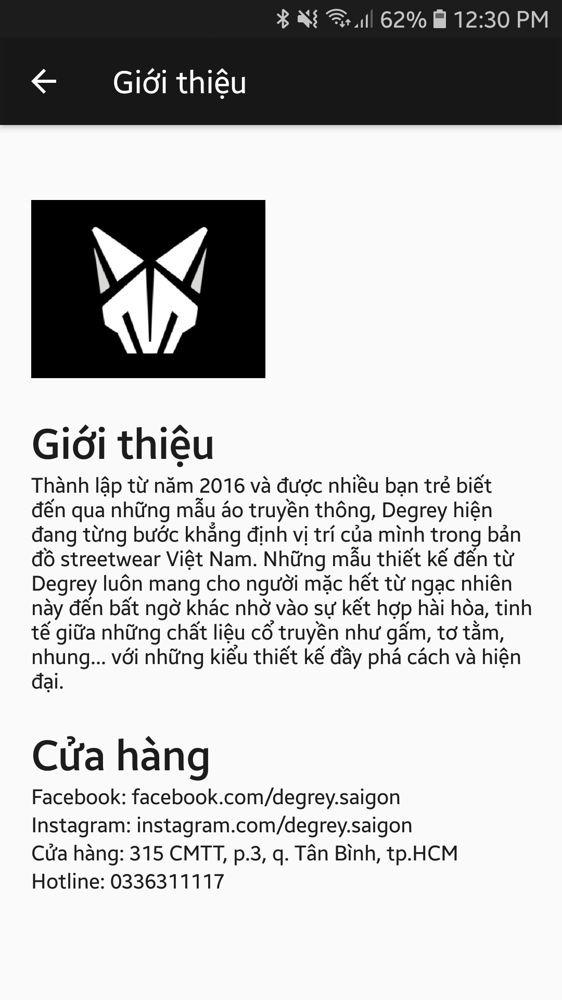 62% 12:30 PM
Giới thiệu
Giới thiệu
Thành lập từ năm 2016 và được nhiều bạn trẻ biết
đến qua những mẫu áo truyền thông, Degrey hiện
đang từng bước khẳng định vị trí của mình trong bản
đồ streetwear Việt Nam. Những mẫu thiết kế đến từ
Degrey luôn mang cho người mặc hết từ ngạc nhiên
này đến bất ngờ khác nhờ vào sự kết hợp hài hòa, tinh
tế giữa những chất liệu cổ truyền như gấm, tơ tằm,
nhung... với những kiểu thiết kế đầy phá cách và hiện
đại.
Cửa hàng
Facebook: facebook.com/degrey.saigon
Instagram: instagram.com/degrey.saigon
Cửa hàng: 315 CMTT, p.3, q. Tân Bình, tp.HCM
Hotline: 0336311117